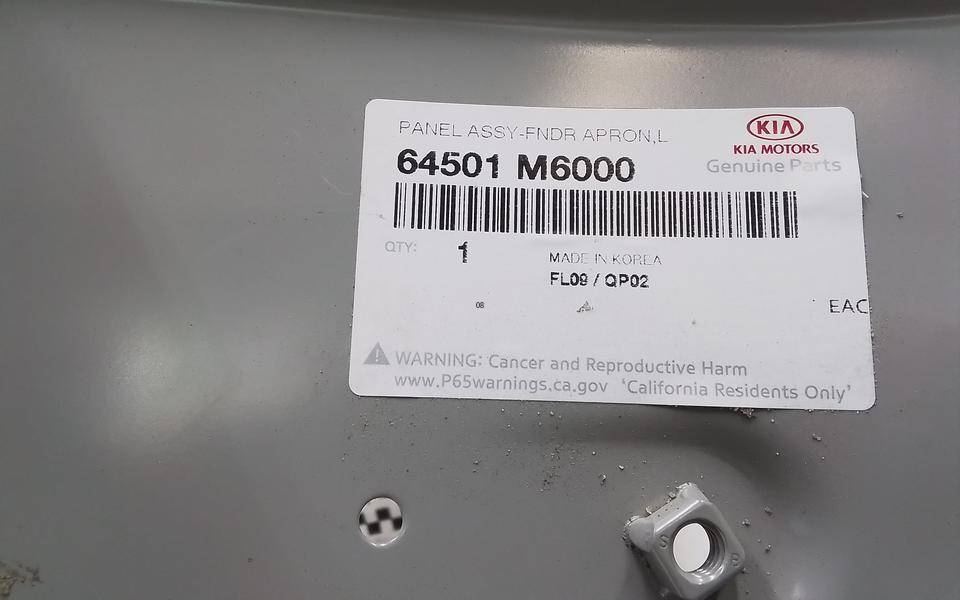 PANEL ASSY-FNDR APRON,L
KIA
KIA MOTORS
64501 M6000
Genuine Parts
QTY: 1
MADE IN KOREA
FL09 / QP02
08
EAC
WARNING: Cancer and Reproductive Harm
www.P65warnings.ca.gov 'California Residents Only'
S B